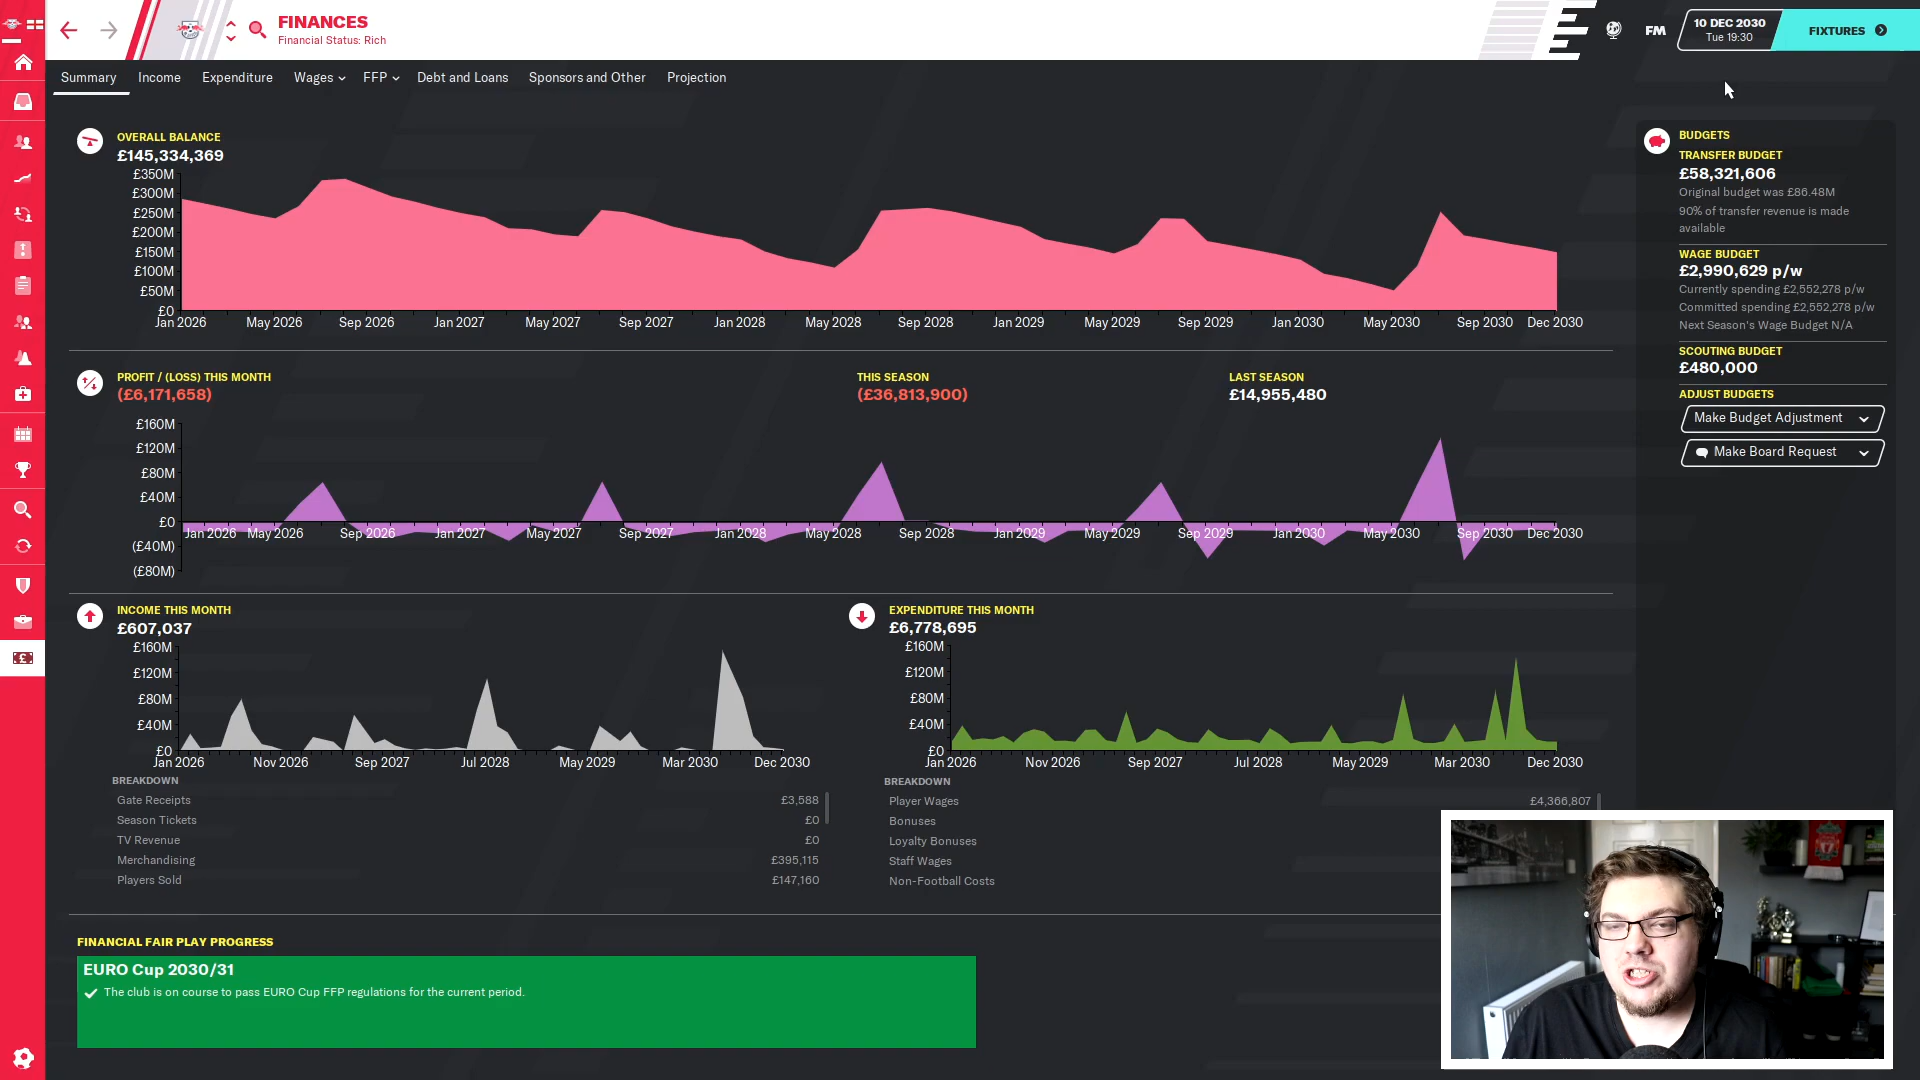 FINANCES
Financial Status: Rich
FM
10 DEC 2030
Tue 19:30
FIXTURES
Summary
Income
Expenditure
Wages
FFP
Debt and Loans
Sponsors and Other
Projection
OVERALL BALANCE
£145,334,369
£350M
£300M
£250M
£200M
£150M
£100M
£50M
£0
Jan 2026 May 2026 Sep 2026 Jan 2027 May 2027 Sep 2027 Jan 2028 May 2028 Sep 2028 Jan 2029 May 2029 Sep 2029 Jan 2030 May 2030 Sep 2030 Dec 2030
PROFIT / (LOSS) THIS MONTH
(£6,171,658)
THIS SEASON
(£36,813,900)
LAST SEASON
£14,955,480
£160M
£120M
£80M
£40M
£0
(£40M)
(£80M)
Jan 2026 May 2026 Sep 2026 Jan 2027 May 2027 Sep 2027 Jan 2028 May 2028 Sep 2028 Jan 2029 May 2029 Sep 2029 Jan 2030 May 2030 Sep 2030 Dec 2030
INCOME THIS MONTH
£607,037
£160M
£120M
£80M
£40M
£0
Jan 2026 Nov 2026 Sep 2027 Jul 2028 May 2029 Mar 2030 Dec 2030
BREAKDOWN
Gate Receipts £3,588
Season Tickets £0
TV Revenue £0
Merchandising £395,115
Players Sold £147,160
EXPENDITURE THIS MONTH
£6,778,695
£160M
£120M
£80M
£40M
£0
Jan 2026 Nov 2026 Sep 2027 Jul 2028 May 2029 Mar 2030 Dec 2030
BREAKDOWN
Player Wages £4,366,807
Bonuses
Loyalty Bonuses
Staff Wages
Non-Football Costs
FINANCIAL FAIR PLAY PROGRESS
EURO Cup 2030/31
The club is on course to pass EURO Cup FFP regulations for the current period.
BUDGETS
TRANSFER BUDGET
£58,321,606
Original budget was £86.48M
90% of transfer revenue is made
available
WAGE BUDGET
£2,990,629 p/w
Currently spending £2,552,278 p/w
Committed spending £2,552,278 p/w
Next Season's Wage Budget N/A
SCOUTING BUDGET
£480,000
ADJUST BUDGETS
Make Budget Adjustment
Make Board Request